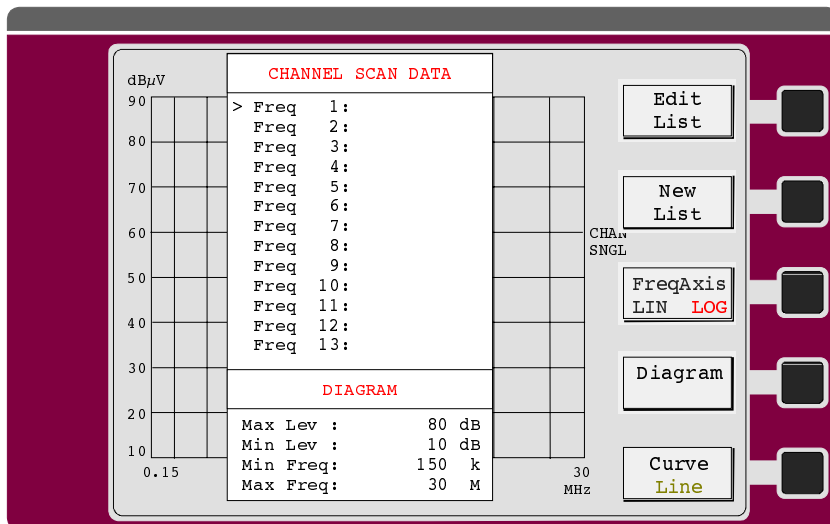 dBµV
90
80
70
60
50
40
30
20
10
0.15
30
MHz
CHAN
SNGL
CHANNEL SCAN DATA
> Freq 1:
Freq 2:
Freq 3:
Freq 4:
Freq 5:
Freq 6:
Freq 7:
Freq 8:
Freq 9:
Freq 10:
Freq 11:
Freq 12:
Freq 13:
DIAGRAM
Max Lev : 80 dB
Min Lev : 10 dB
Min Freq: 150 k
Max Freq: 30 M
Edit
List
New
List
FreqAxis
LIN LOG
Diagram
Curve
Line